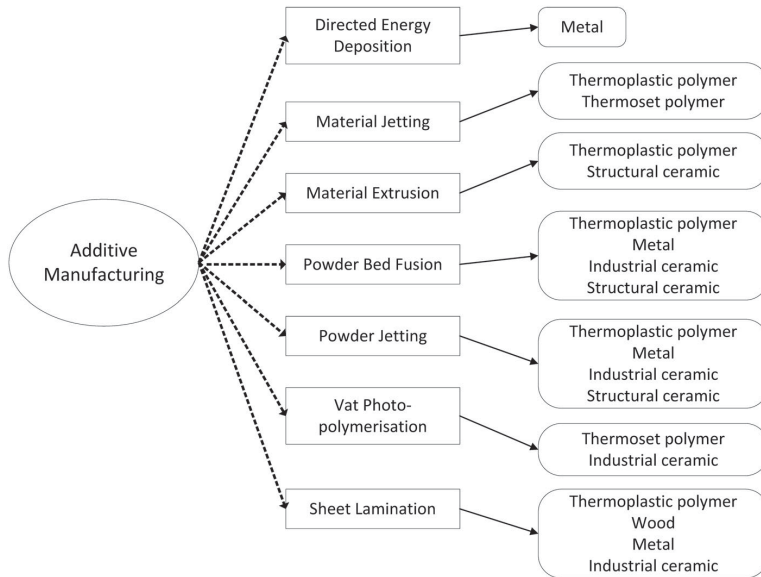 Additive
Manufacturing
Directed Energy
Deposition
Metal
Material Jetting
Thermoplastic polymer
Thermoset polymer
Material Extrusion
Thermoplastic polymer
Structural ceramic
Powder Bed Fusion
Thermoplastic polymer
Metal
Industrial ceramic
Structural ceramic
Powder Jetting
Thermoplastic polymer
Metal
Industrial ceramic
Structural ceramic
Vat Photo-
polymerisation
Thermoset polymer
Industrial ceramic
Sheet Lamination
Thermoplastic polymer
Wood
Metal
Industrial ceramic